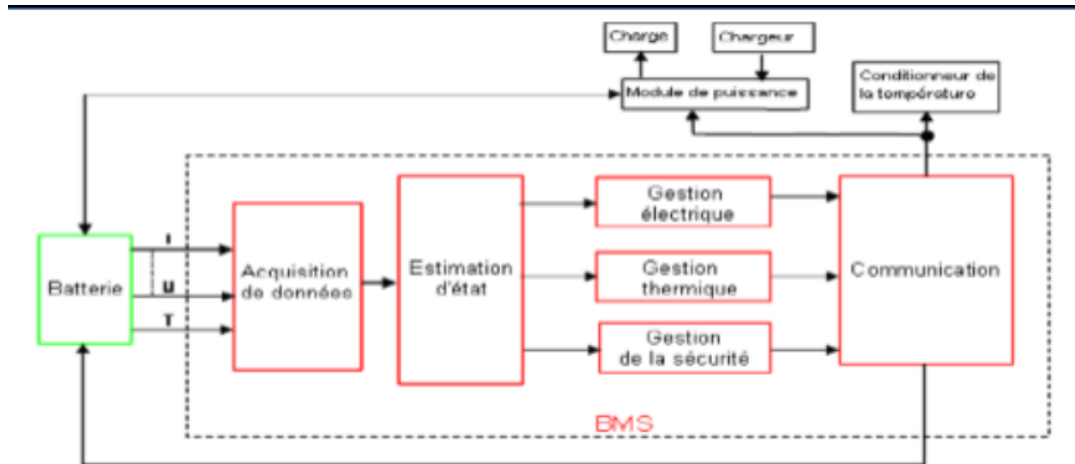 Charge
Chargeur
Module de puissance
Conditionneur de
la température
Batterie
I
U
T
Acquisition
de données
Estimation
d'état
Gestion
électrique
Gestion
thermique
Gestion
de la sécurité
Communication
BMS